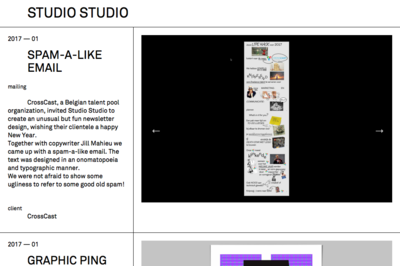 STUDIO STUDIO
2017 — 01
SPAM-A-LIKE
EMAIL
mailing
CrossCast, a Belgian talent pool
organization, invited Studio Studio to
create an unusual but fun newsletter
design, wishing their clientele a happy
New Year.
Together with copywriter Jill Mahieu we
came up with a spam-a-like email. The
text was designed in an onomatopoeia
and typographic manner.
We were not afraid to show some
ugliness to refer to some good old spam!
client
CrossCast
2017 — 01
GRAPHIC PING